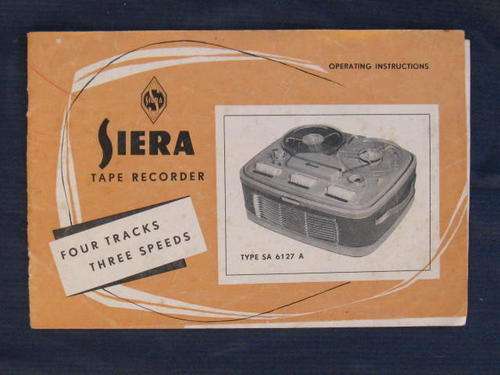 OPERATING INSTRUCTIONS
SIERA
TAPE RECORDER
FOUR TRACKS
THREE SPEEDS
TYPE SA 6127 A